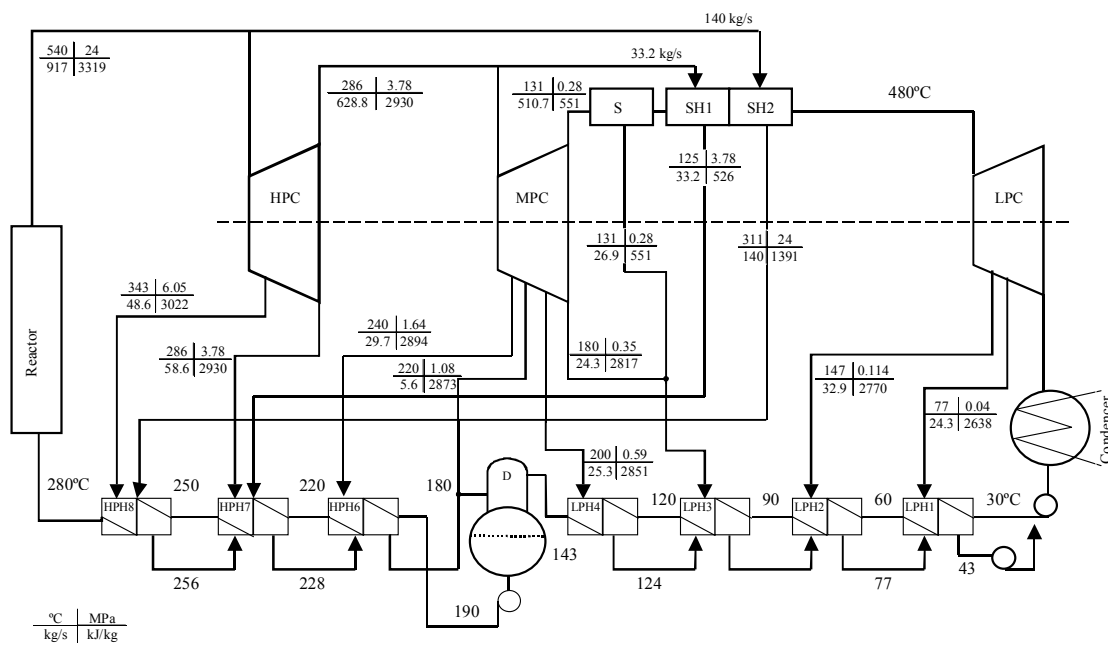 140 kg/s
540 24
917 3319
33.2 kg/s
286 3.78
628.8 2930
131 0.28
510.7 551
S
SH1
SH2
480ºC
125 3.78
33.2 526
HPC
MPC
LPC
131 0.28
26.9 551
311 24
140 1391
Reactor
343 6.05
48.6 3022
240 1.64
29.7 2894
286 3.78
58.6 2930
220 1.08
5.6 2873
180 0.35
24.3 2817
147 0.114
32.9 2770
77 0.04
24.3 2638
Condencer
200 0.59
25.3 2851
280ºC
250
220
180
D
120
90
60
30ºC
HPH8
HPH7
HPH6
LPH4
LPH3
LPH2
LPH1
143
256
228
190
124
77
43
ºC MPa
kg/s kJ/kg